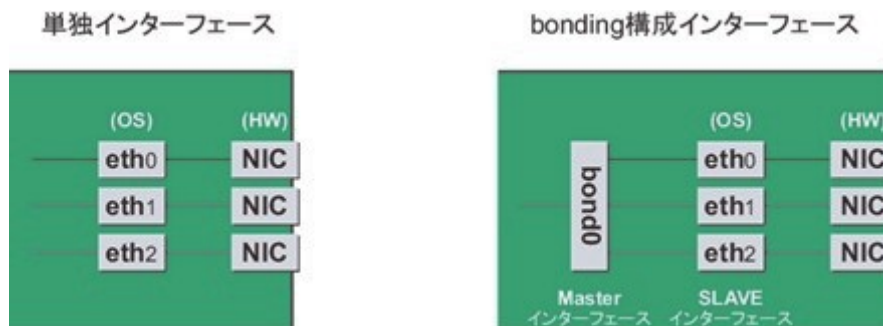 単独インターフェース
(OS) (HW)
eth0 NIC
eth1 NIC
eth2 NIC
bonding構成インターフェース
(OS) (HW)
bond0
eth0 NIC
eth1 NIC
eth2 NIC
Master SLAVE
インターフェース インターフェース